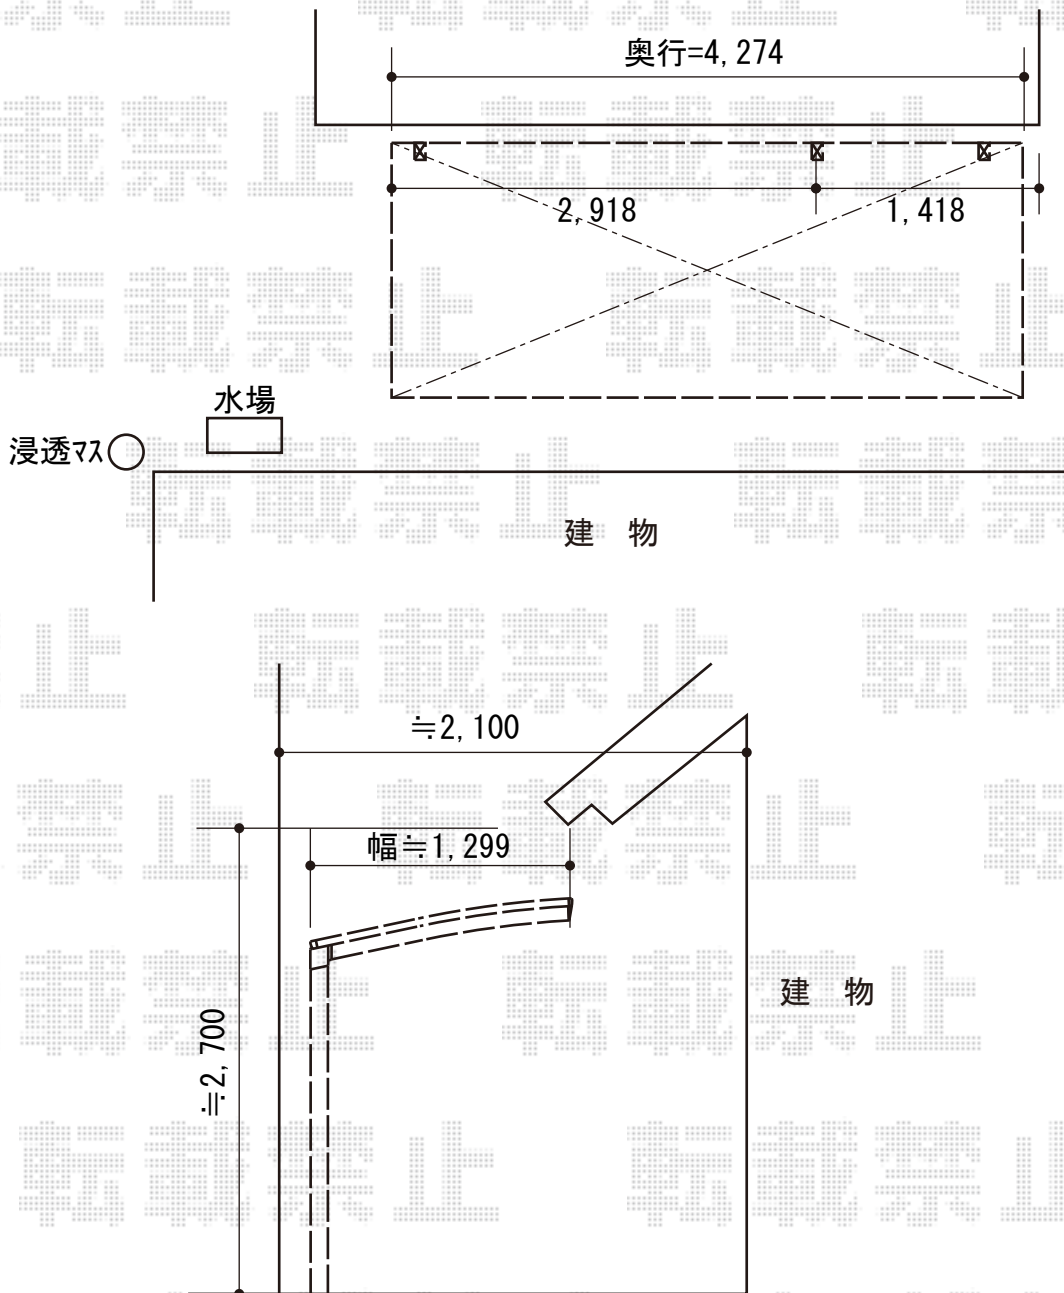 奥行=4,274
2,918
1,418
水場
浸透マス
建 物
≒2,100
幅≒1,299
≒2,700
建 物
転載禁止